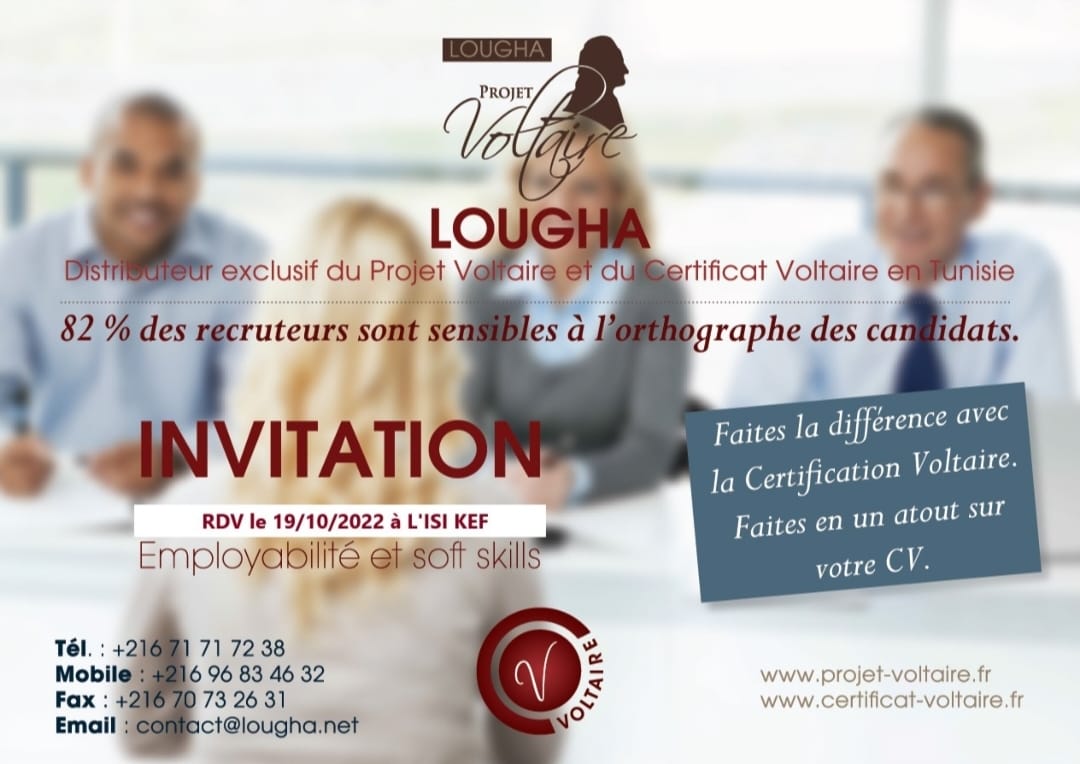 LOUGHA
PROJET
Voltaire
LOUGHA
Distributeur exclusif du Projet Voltaire et du Certificat Voltaire en Tunisie
82 % des recruteurs sont sensibles à l'orthographe des candidats.
INVITATION
RDV le 19/10/2022 à L'ISI KEF
Employabilité et soft skills
Faites la différence avec
la Certification Voltaire.
Faites en un atout sur
votre CV.
Tél. : +216 71 71 72 38
Mobile : +216 96 83 46 32
Fax : +216 70 73 26 31
Email : contact@lougha.net
V
VOLTAIRE
www.projet-voltaire.fr
www.certificat-voltaire.fr